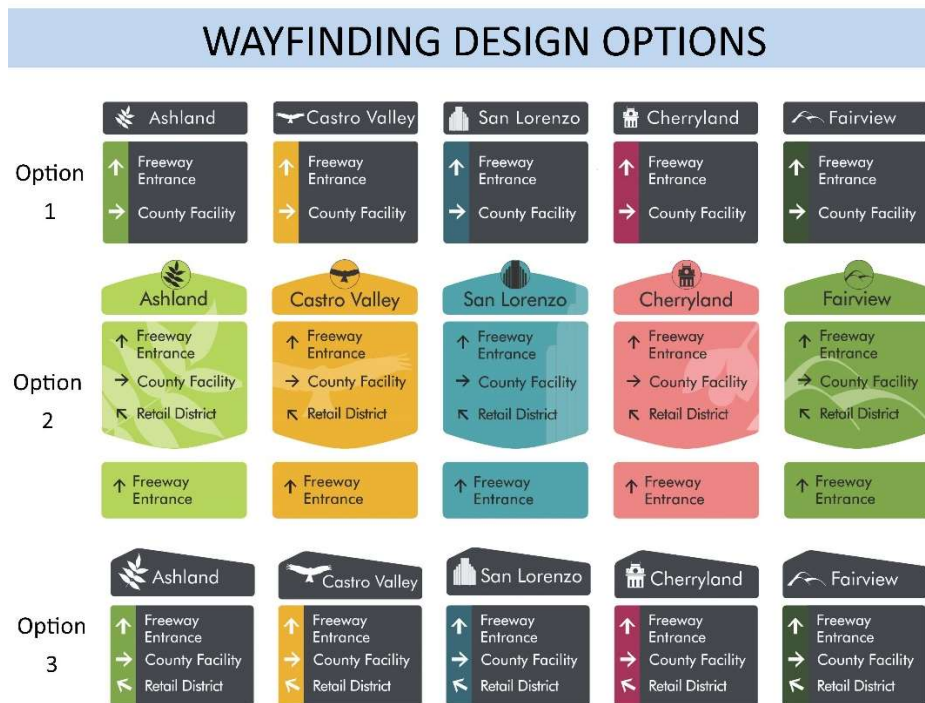 WAYFINDING DESIGN OPTIONS
Option
1
Ashland
Freeway
Entrance
County Facility
Castro Valley
Freeway
Entrance
County Facility
San Lorenzo
Freeway
Entrance
County Facility
Cherryland
Freeway
Entrance
County Facility
Fairview
Freeway
Entrance
County Facility
Option
2
Ashland
Freeway
Entrance
County Facility
Retail District
Freeway
Entrance
Castro Valley
Freeway
Entrance
County Facility
Retail District
Freeway
Entrance
San Lorenzo
Freeway
Entrance
County Facility
Retail District
Freeway
Entrance
Cherryland
Freeway
Entrance
County Facility
Retail District
Freeway
Entrance
Fairview
Freeway
Entrance
County Facility
Retail District
Freeway
Entrance
Option
3
Ashland
Freeway
Entrance
County Facility
Retail District
Castro Valley
Freeway
Entrance
County Facility
Retail District
San Lorenzo
Freeway
Entrance
County Facility
Retail District
Cherryland
Freeway
Entrance
County Facility
Retail District
Fairview
Freeway
Entrance
County Facility
Retail District